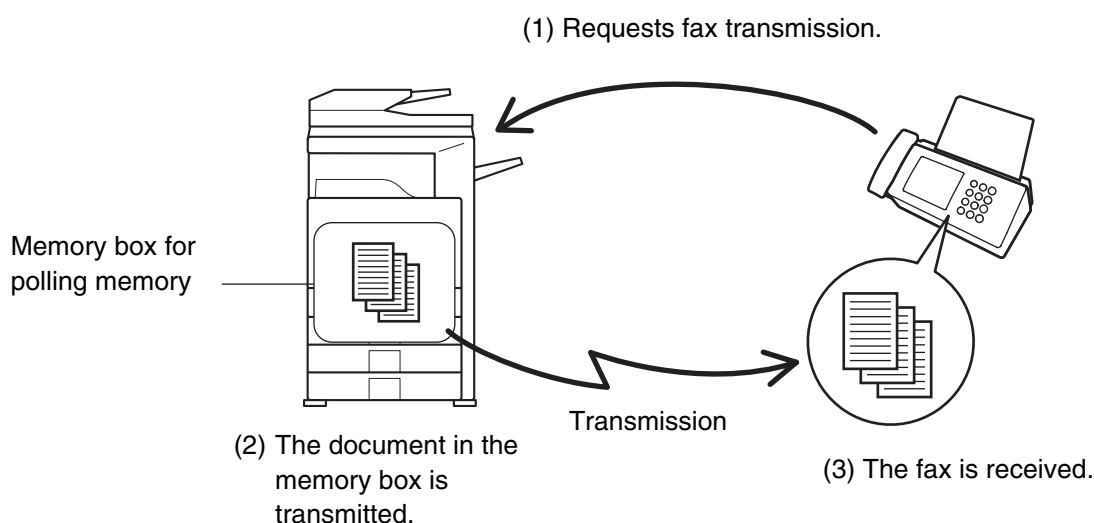 (1) Requests fax transmission.
Memory box for
polling memory
Transmission
(2) The document in the
memory box is
transmitted.
(3) The fax is received.